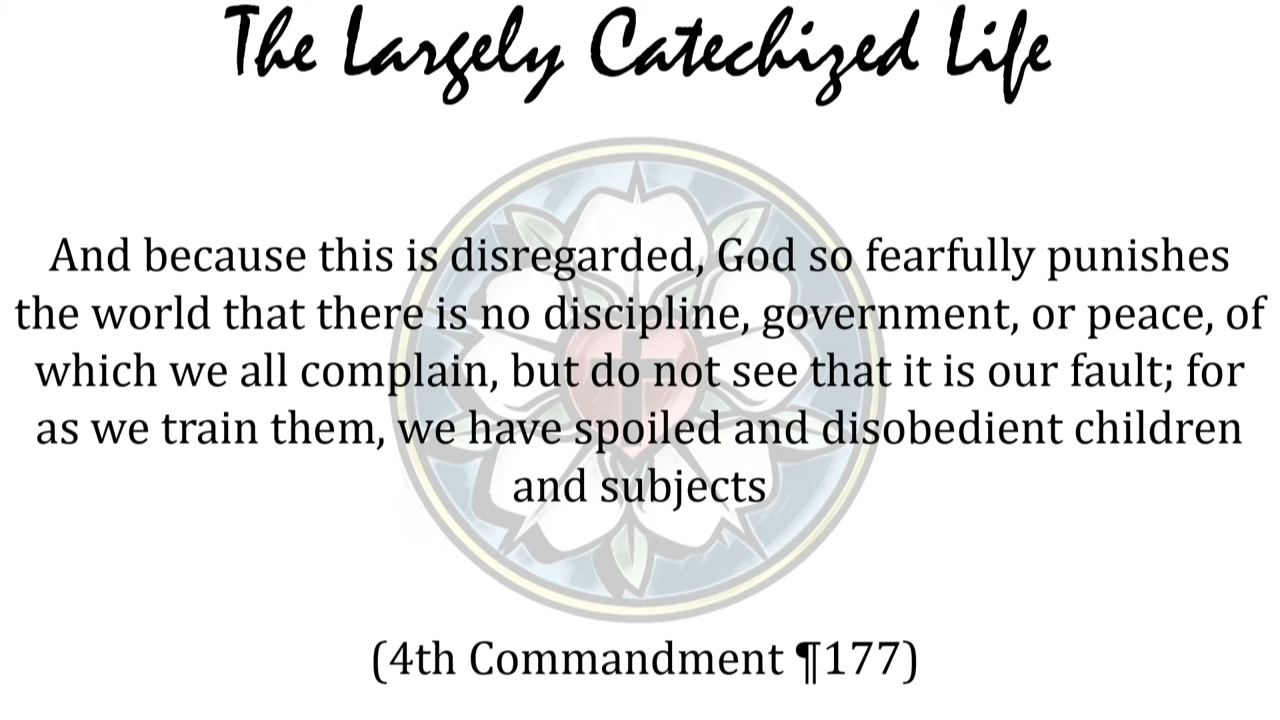 The Largely Catechized Life
And because this is disregarded, God so fearfully punishes
the world that there is no discipline, government, or peace, of
which we all complain, but do not see that it is our fault; for
as we train them, we have spoiled and disobedient children
and subjects
(4th Commandment ¶177)